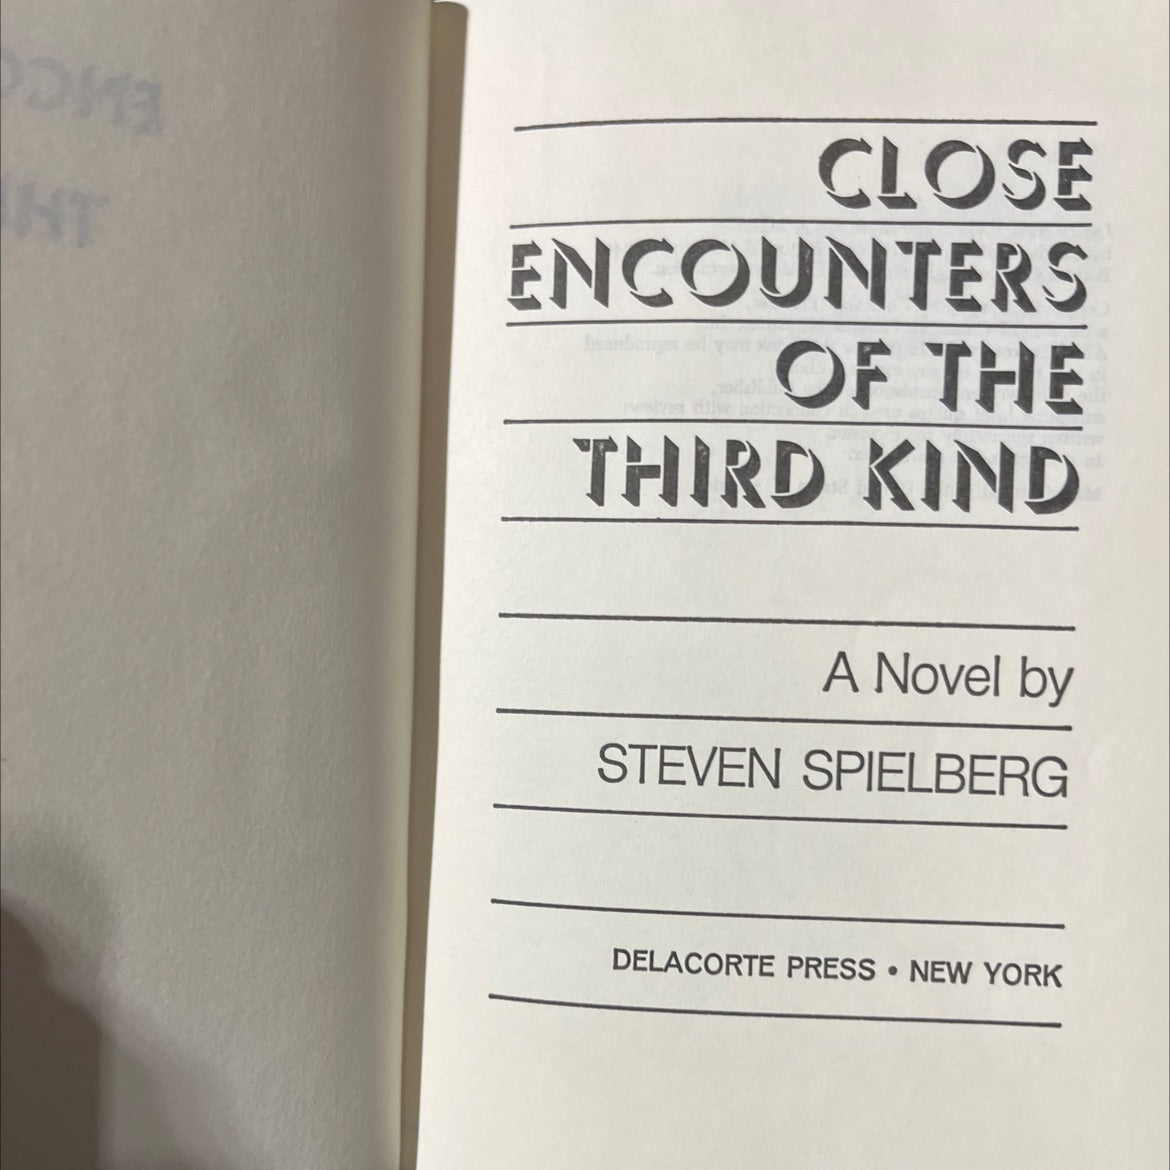 CLOSE
ENCOUNTERS
OF THE
THIRD KIND
A Novel by
STEVEN SPIELBERG
DELACORTE PRESS • NEW YORK